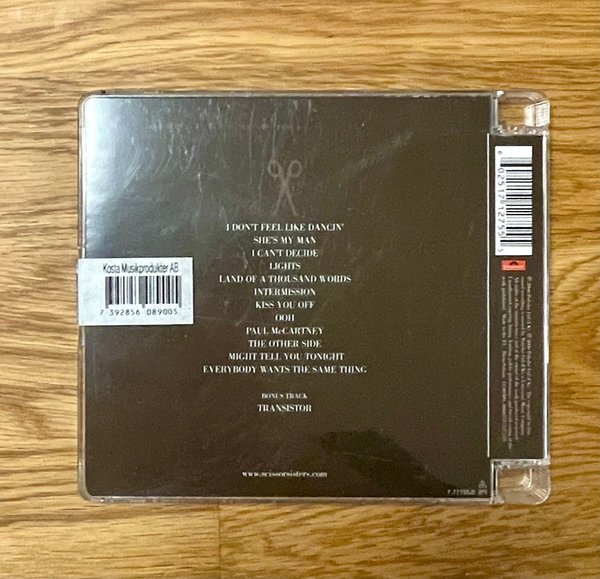 I DON'T FEEL LIKE DANCIN'
SHE'S MY MAN
I CAN'T DECIDE
LIGHTS
LAND OF A THOUSAND WORDS
INTERMISSION
KISS YOU OFF
OOH
PAUL McCARTNEY
THE OTHER SIDE
MIGHT TELL YOU TONIGHT
EVERYBODY WANTS THE SAME THING
BONUS TRACK
TRANSISTOR
www.scissorsisters.com
Kosta Musikprodukter AB
7 392856 089005